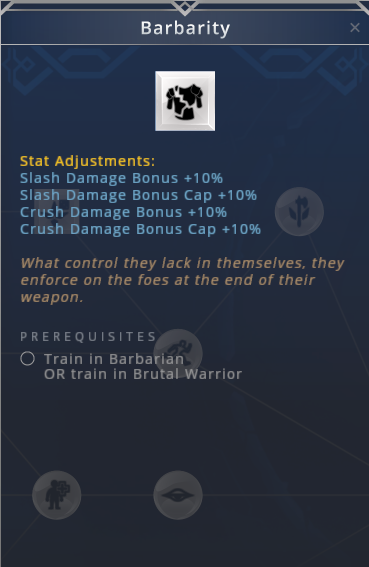 Barbarity
×
Stat Adjustments:
Slash Damage Bonus +10%
Slash Damage Bonus Cap +10%
Crush Damage Bonus +10%
Crush Damage Bonus Cap +10%
What control they lack in themselves, they
enforce on the foes at the end of their
weapon.
PREREQUISITES
Train in Barbarian
OR train in Brutal Warrior